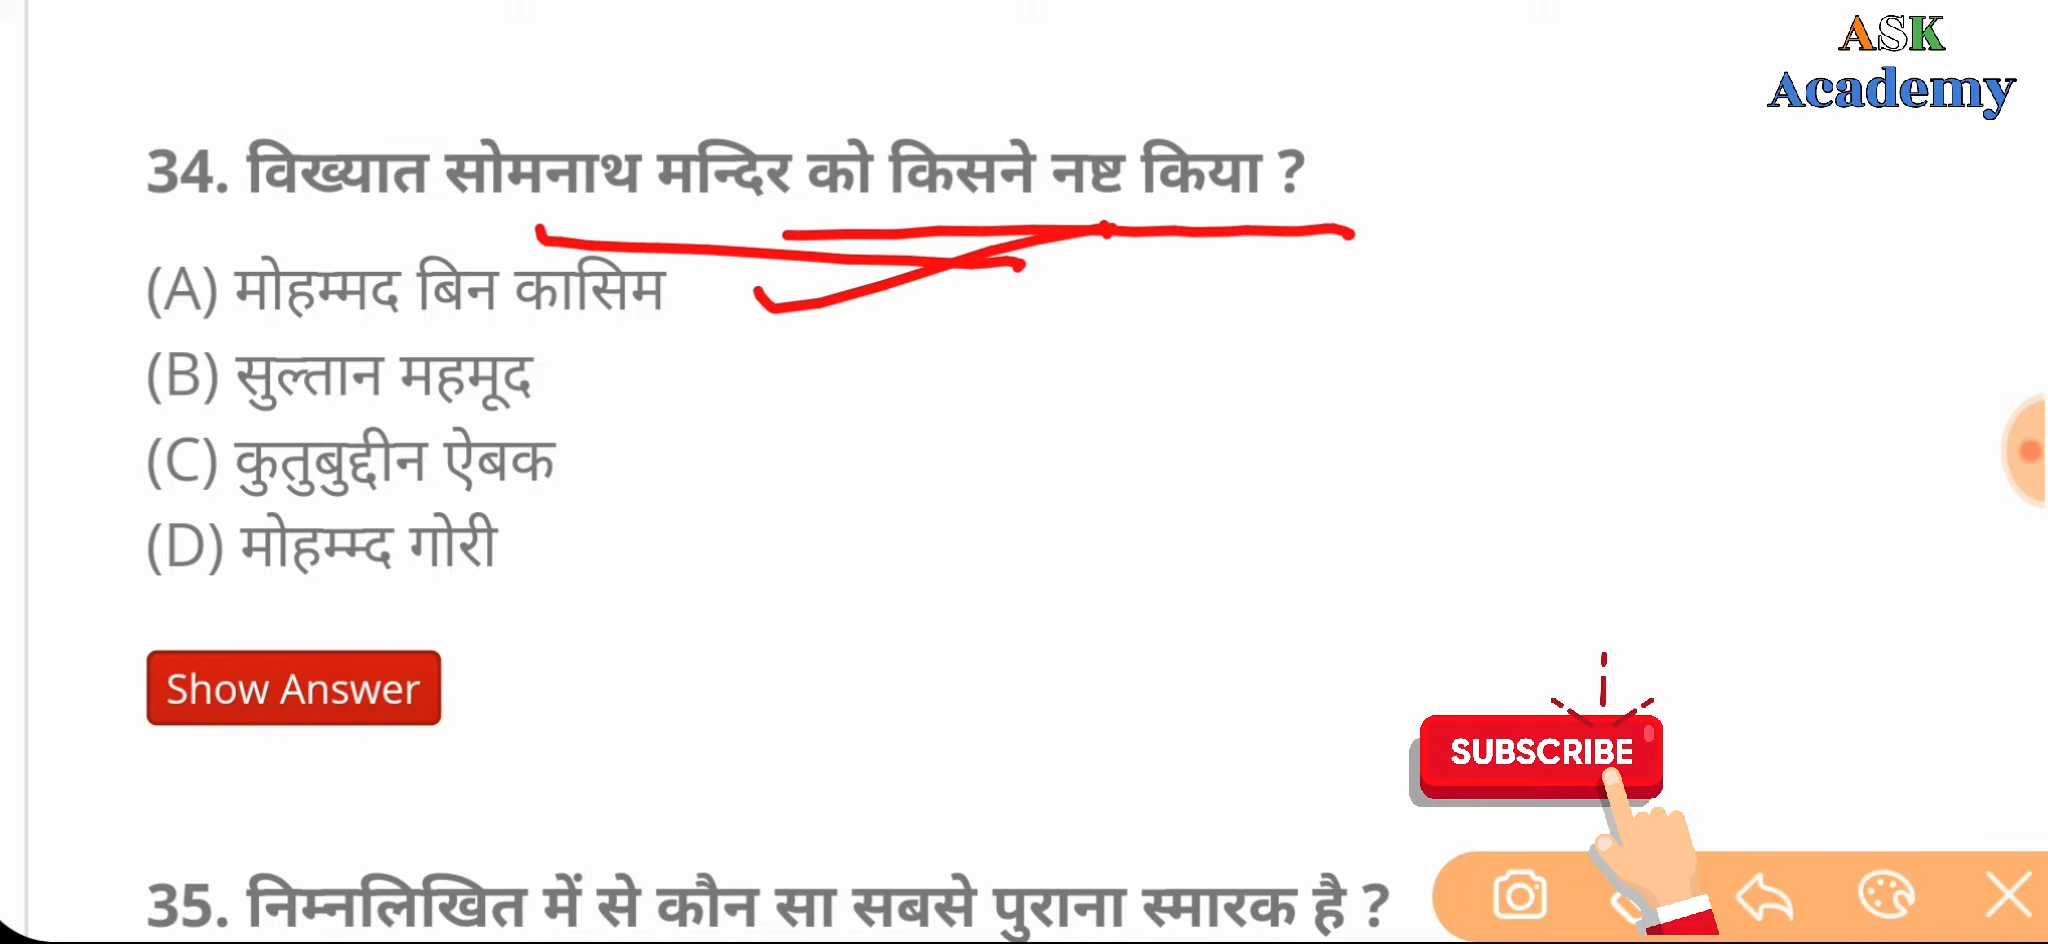 ASK
Academy
34. विख्यात सोमनाथ मन्दिर को किसने नष्ट किया ?
(A) मोहम्मद बिन कासिम
(B) सुल्तान महमूद
(C) कुतुबुद्दीन ऐबक
(D) मोहम्म्द गोरी
Show Answer
SUBSCRIBE
35. निम्नलिखित में से कौन सा सबसे पुराना स्मारक है ?